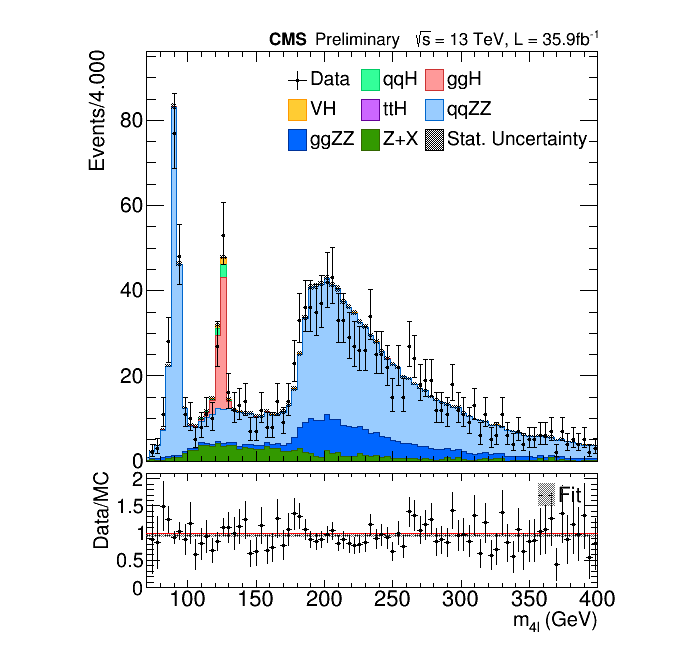 CMS Preliminary √s = 13 TeV, L = 35.9fb⁻¹
Events/4.000
Data qqH ggH
VH ttH qqZZ
ggZZ Z+X Stat. Uncertainty
80
60
40
20
0
Data/MC
2
1.5
1
0.5
0
Fit
100 150 200 250 300 350 400
m₄ₗ (GeV)